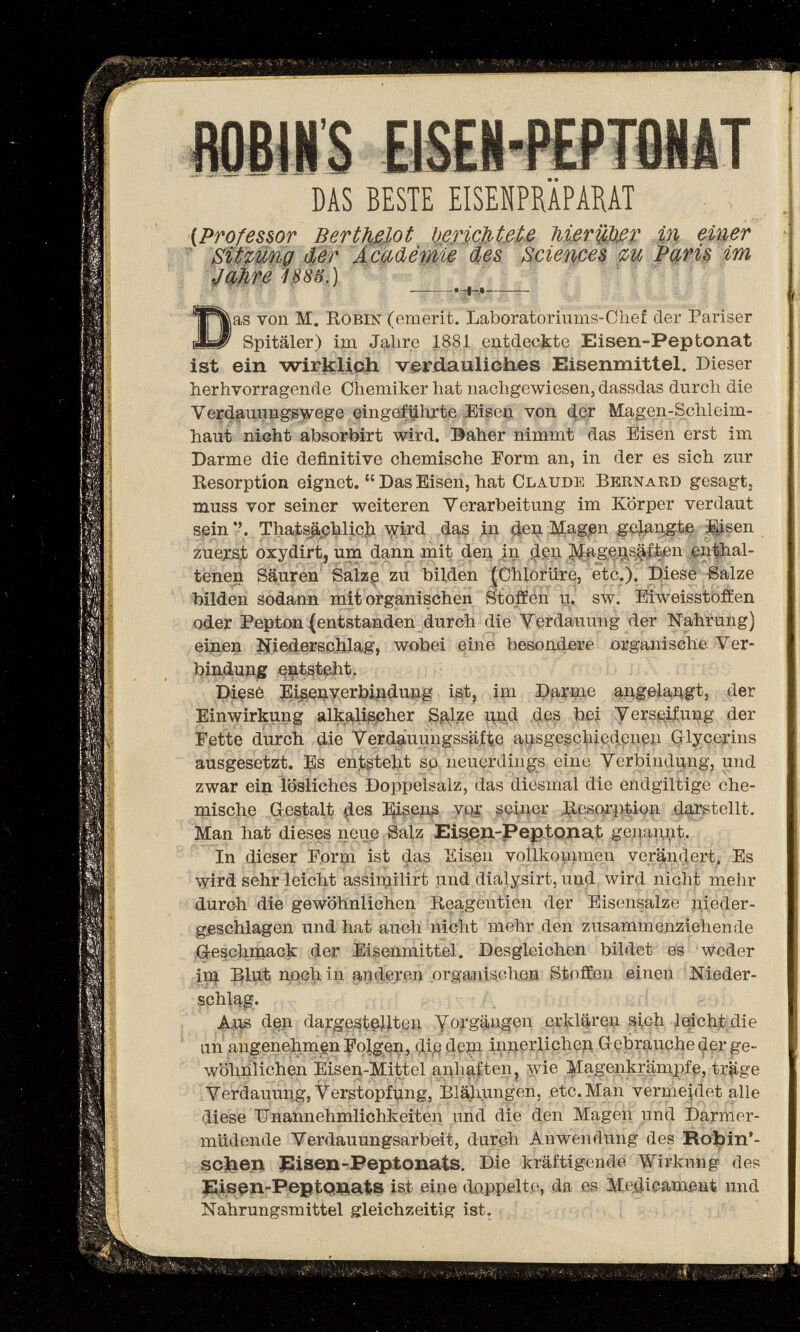 ROBIN'S EISEN-PEPTONAT
DAS BESTE EISENPRÄPARAT
(Professor Berthelot berichtete hierüber in einer
Sitzung der Académie des Sciences zu Paris im
Jahre 1885.)
Das von M. ROBIN (emerit. Laboratoriums-Chef der Pariser
Spitäler) im Jahre 1881 entdeckte Eisen-Peptonat
ist ein wirklich verdauliches Eisenmittel. Dieser
herhvorragende Chemiker hat nachgewiesen, dassdas durch die
Verdauungswege eingeführte Eisen von der Magen-Schleim-
haut nicht absorbirt wird. Daher nimmt das Eisen erst im
Darme die definitive chemische Form an, in der es sich zur
Resorption eignet. “ Das Eisen, hat CLAUDE BERNARD gesagt,
muss vor seiner weiteren Verarbeitung im Körper verdaut
sein ”. Thatsächlich wird das in den Magen gelangte Eisen
zuerst oxydirt, um dann mit den in den Magensäften enthal-
tenen Säuren Salze zu bilden (Chlorüre, etc.). Diese Salze
bilden sodann mit organischen Stoffen u. sw. Eiweisstoffen
oder Pepton (entstanden durch die Verdauung der Nahrung)
einen Niederschlag, wobei eine besondere organische Ver-
bindung entsteht.
Diese Eisenverbindung ist, im Darme angelangt, der
Einwirkung alkalischer Salze und des bei Verseifung der
Fette durch die Verdauungssäfte ausgeschiedenen Glycerins
ausgesetzt. Es entsteht so neuerdings eine Verbindung, und
zwar ein lösliches Doppelsalz, das diesmal die endgiltige che-
mische Gestalt des Eisens vor seiner Resorption darstellt.
Man hat dieses neue Salz Eisen-Peptonat genannt.
In dieser Form ist das Eisen vollkommen verändert. Es
wird sehr leicht assimilirt und dialysirt, und wird nicht mehr
durch die gewöhnlichen Reagentien der Eisensalze nieder-
geschlagen und hat auch nicht mehr den zusammenziehende
Geschmack der Eisenmittel. Desgleichen bildet es weder
im Blut noch in anderen organischen Stoffen einen Nieder-
schlag.
Aus den dargestellten Vorgängen erklären sich leicht die
un angenehmen Folgen, die dem innerlichen Gebrauche der ge-
wöhnlichen Eisen-Mittel anhaften, wie Magenkrämpfe, träge
Verdauung, Verstopfung, Blähungen, etc. Man vermeidet alle
diese Unannehmlichkeiten und die den Magen und Darmer-
müdende Verdauungsarbeit, durch Anwendung des Robin'-
schen Eisen-Peptonats. Die kräftigende Wirkung des
Eisen-Peptonats ist eine doppelte, da es Medicament und
Nahrungsmittel gleichzeitig ist.